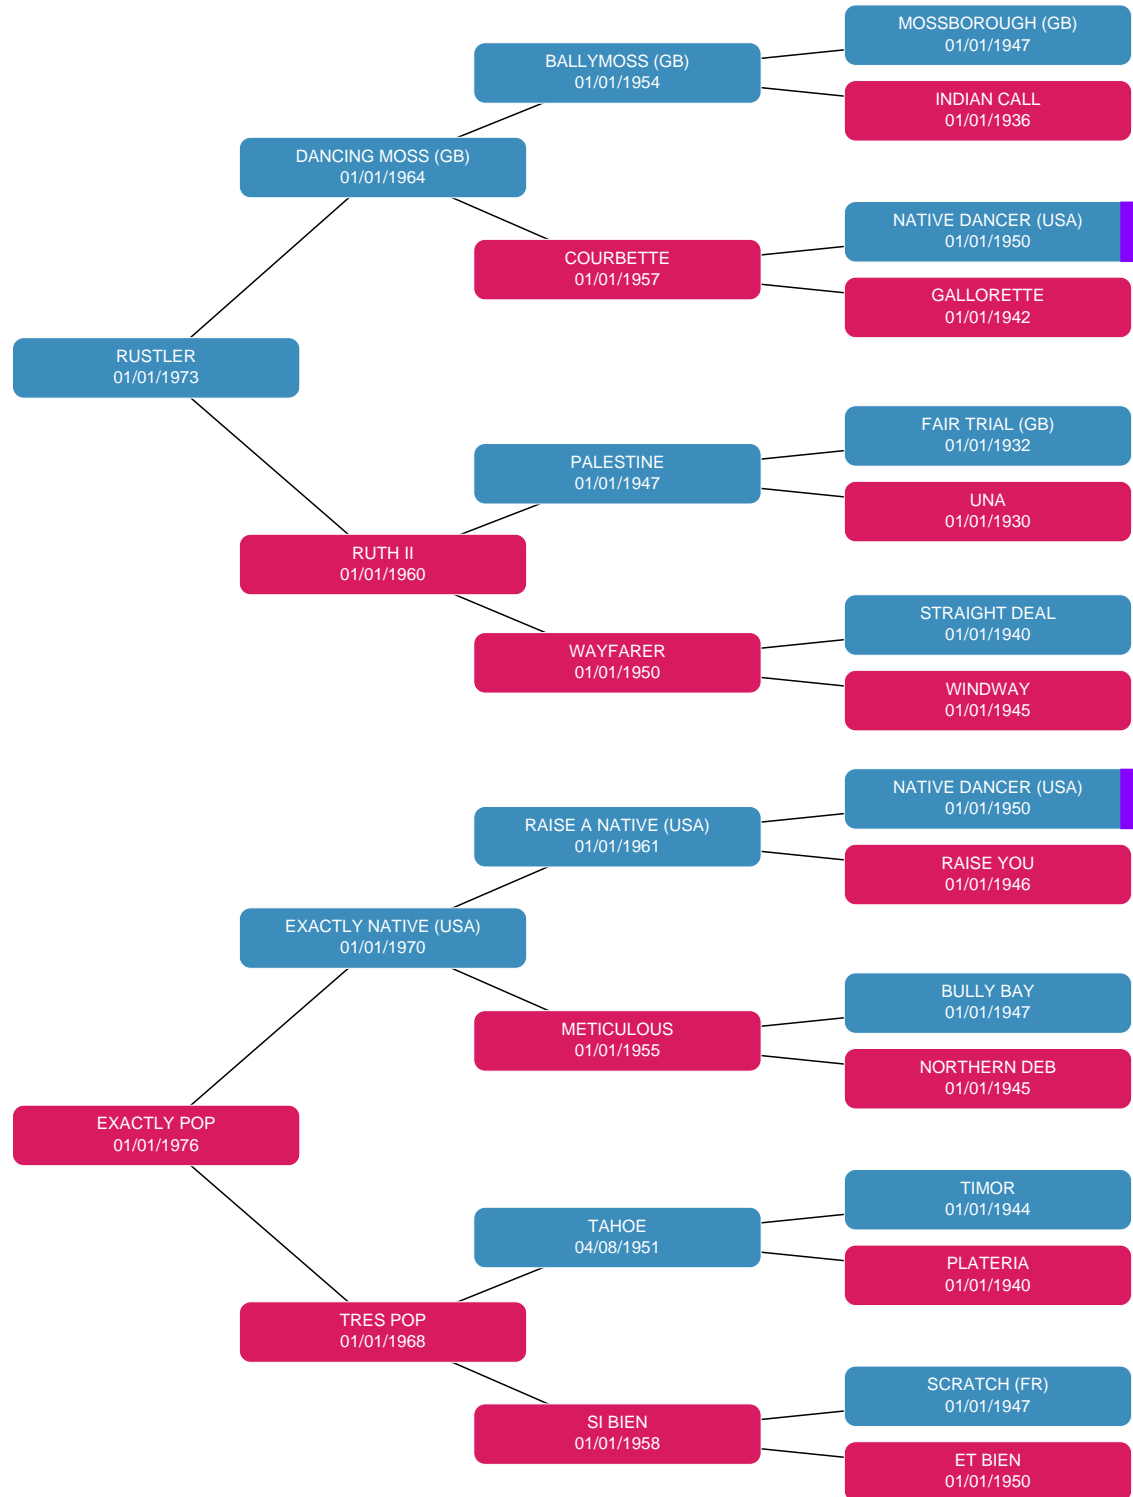 MOSSBOROUGH (GB)
01/01/1947
BALLYMOSS (GB)
01/01/1954
INDIAN CALL
01/01/1936
DANCING MOSS (GB)
01/01/1964
NATIVE DANCER (USA)
01/01/1950
COURBETTE
01/01/1957
GALLORETTE
01/01/1942
RUSTLER
01/01/1973
FAIR TRIAL (GB)
01/01/1932
PALESTINE
01/01/1947
UNA
01/01/1930
RUTH II
01/01/1960
STRAIGHT DEAL
01/01/1940
WAYFARER
01/01/1950
WINDWAY
01/01/1945
NATIVE DANCER (USA)
01/01/1950
RAISE A NATIVE (USA)
01/01/1961
RAISE YOU
01/01/1946
EXACTLY NATIVE (USA)
01/01/1970
BULLY BAY
01/01/1947
METICULOUS
01/01/1955
NORTHERN DEB
01/01/1945
EXACTLY POP
01/01/1976
TIMOR
01/01/1944
TAHOE
04/08/1951
PLATERIA
01/01/1940
TRES POP
01/01/1968
SCRATCH (FR)
01/01/1947
SI BIEN
01/01/1958
ET BIEN
01/01/1950